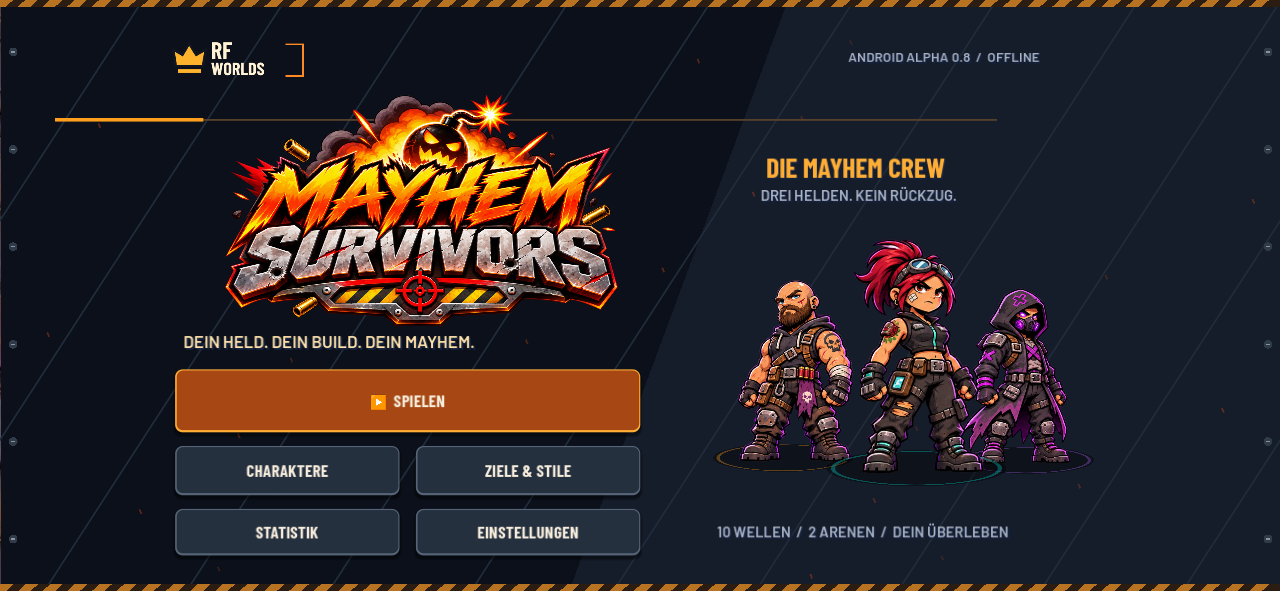 RF
WORLDS
ANDROID ALPHA 0.8 / OFFLINE
MAYHEM
SURVIVORS
DEIN HELD. DEIN BUILD. DEIN MAYHEM.
SPIELEN
CHARAKTERE
ZIELE & STILE
STATISTIK
EINSTELLUNGEN
DIE MAYHEM CREW
DREI HELDEN. KEIN RÜCKZUG.
10 WELLEN / 2 ARENEN / DEIN ÜBERLEBEN